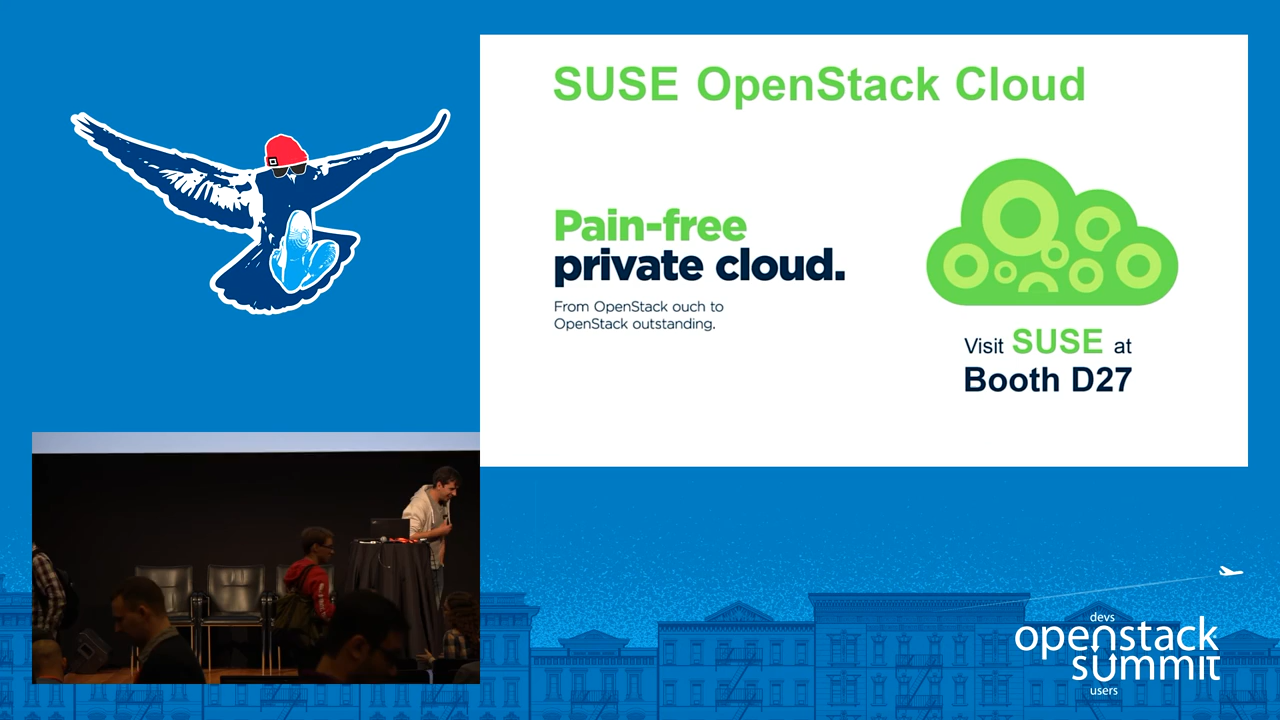 SUSE OpenStack Cloud
Pain-free
private cloud.
From OpenStack ouch to
OpenStack outstanding.
Visit SUSE at
Booth D27
devs
openstack
summit
users